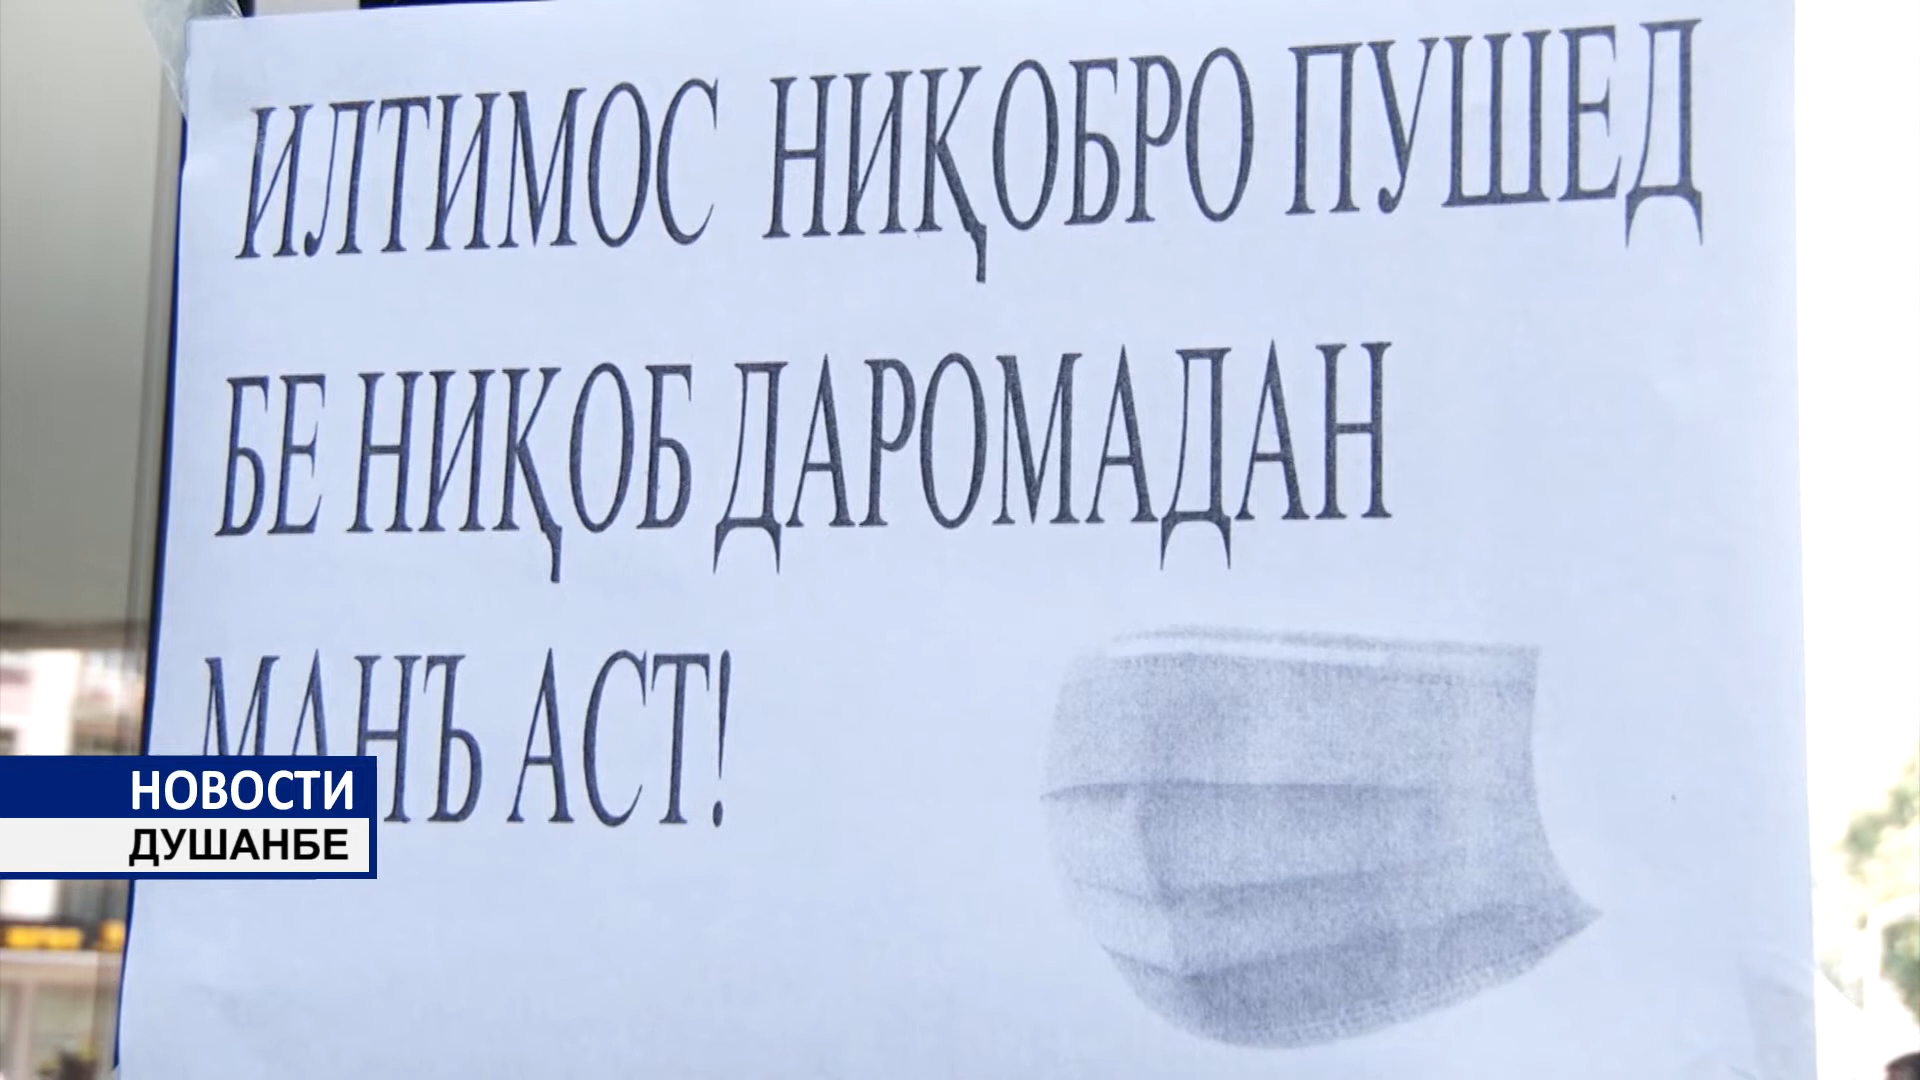 ИЛТИМОС НИҚОБРО ПУШЕД
БЕ НИҚОБ ДАРОМАДАН
МАНЪ АСТ!
НОВОСТИ
ДУШАНБЕ